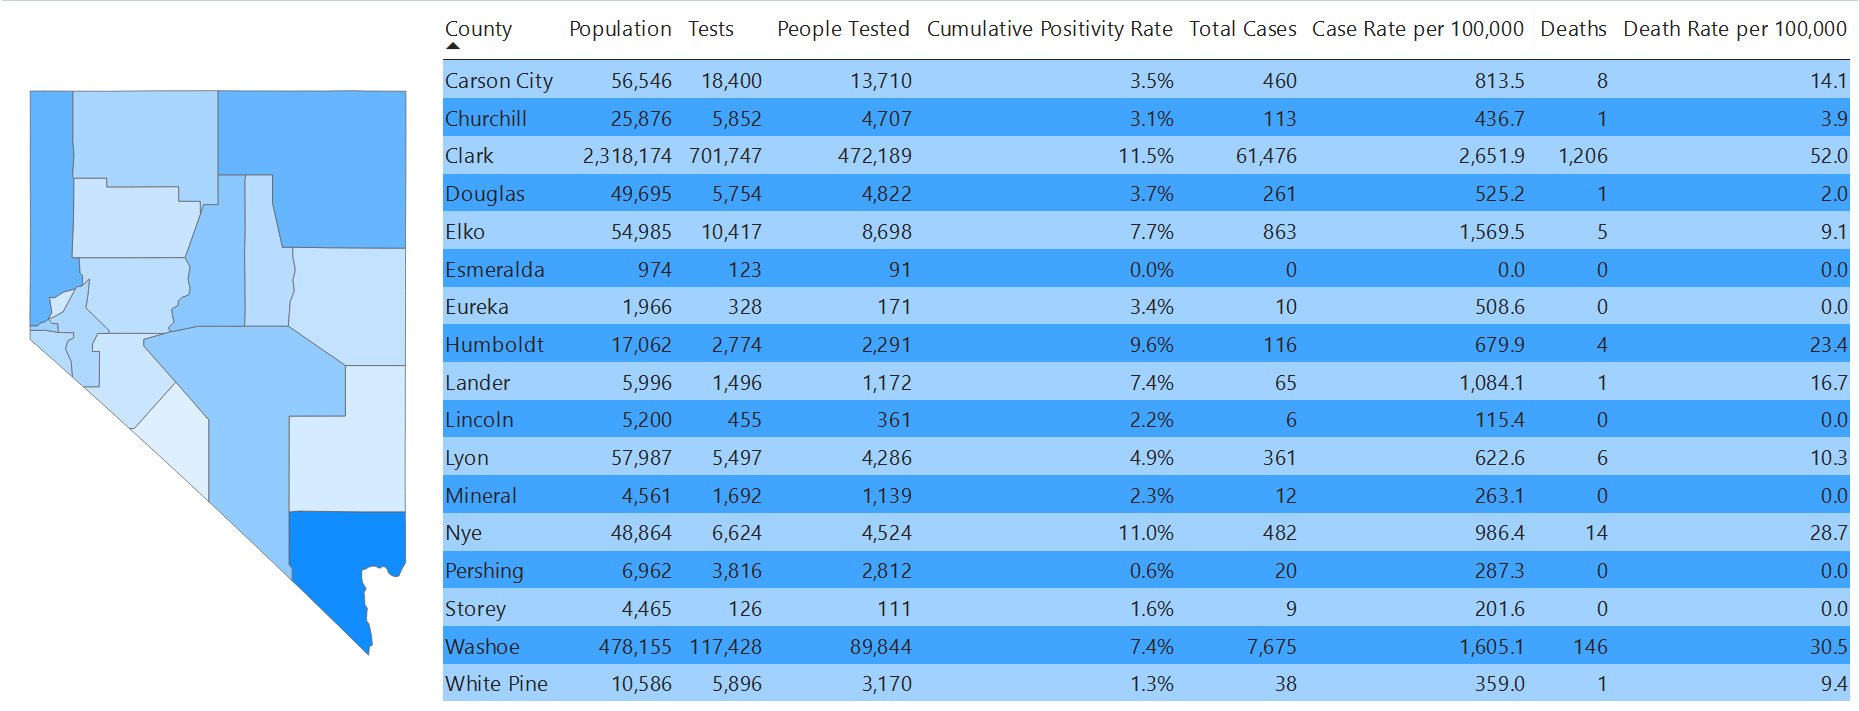 County Population Tests People Tested Cumulative Positivity Rate Total Cases Case Rate per 100,000 Deaths Death Rate per 100,000
Carson City 56,546 18,400 13,710 3.5% 460 813.5 8 14.1
Churchill 25,876 5,852 4,707 3.1% 113 436.7 1 3.9
Clark 2,318,174 701,747 472,189 11.5% 61,476 2,651.9 1,206 52.0
Douglas 49,695 5,754 4,822 3.7% 261 525.2 1 2.0
Elko 54,985 10,417 8,698 7.7% 863 1,569.5 5 9.1
Esmeralda 974 123 91 0.0% 0 0.0 0 0.0
Eureka 1,966 328 171 3.4% 10 508.6 0 0.0
Humboldt 17,062 2,774 2,291 9.6% 116 679.9 4 23.4
Lander 5,996 1,496 1,172 7.4% 65 1,084.1 1 16.7
Lincoln 5,200 455 361 2.2% 6 115.4 0 0.0
Lyon 57,987 5,497 4,286 4.9% 361 622.6 6 10.3
Mineral 4,561 1,692 1,139 2.3% 12 263.1 0 0.0
Nye 48,864 6,624 4,524 11.0% 482 986.4 14 28.7
Pershing 6,962 3,816 2,812 0.6% 20 287.3 0 0.0
Storey 4,465 126 111 1.6% 9 201.6 0 0.0
Washoe 478,155 117,428 89,844 7.4% 7,675 1,605.1 146 30.5
White Pine 10,586 5,896 3,170 1.3% 38 359.0 1 9.4